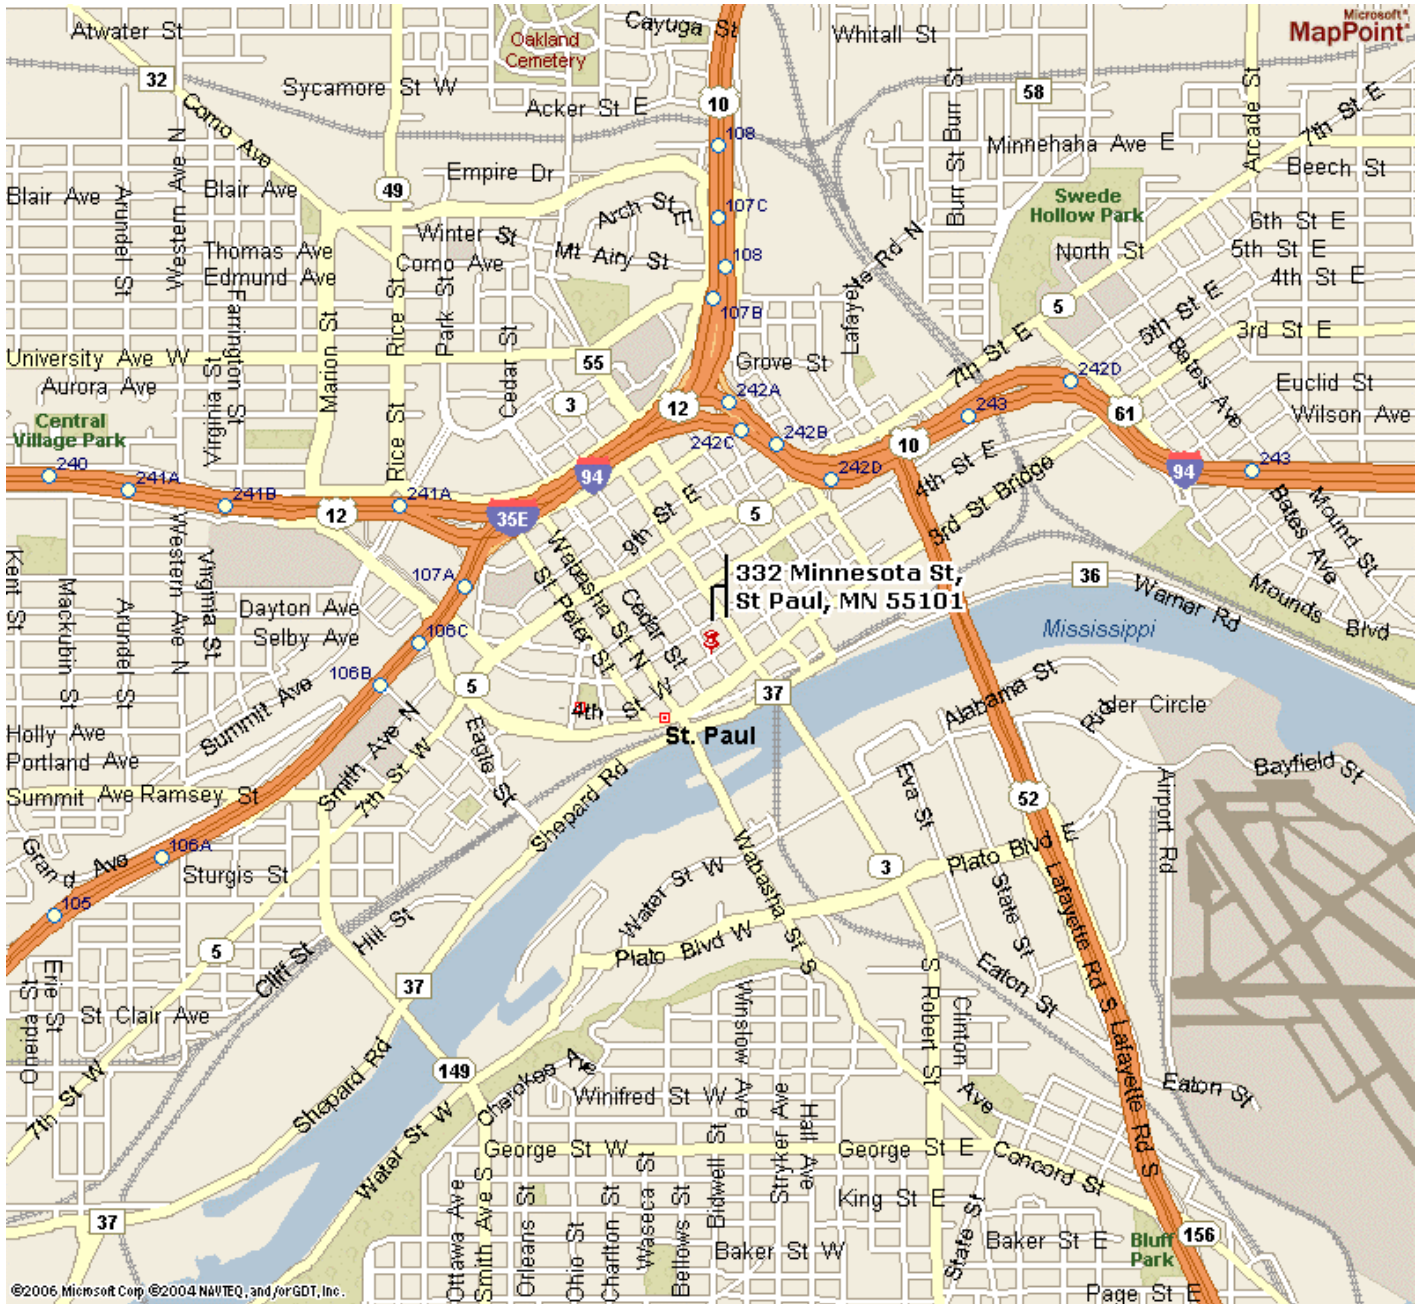 Atwater St
Oakland
Cemetery
Cayuga St
Whitall St
Microsoft®
MapPoint®
32
Sycamore St W
Acker St E
10
58
Burr St
Burr St
Arcade St
7th St E
Como Ave
108
Minnehaha Ave E
Beech St
Western Ave N
Empire Dr
49
Blair Ave
Arundel St
Blair Ave
Arch St E
107C
Swede
Hollow Park
6th St E
Winter St
Thomas Ave
Como Ave
Mt Airy St
108
Lafayette Rd N
North St
5th St E
Edmund Ave
4th St E
Farrington St
Rice St
Park St
107B
5
5th St E
3rd St E
Marion St
University Ave W
Cedar St
55
Grove St
7th St E
Bates Ave
Aurora Ave
Virginia St
242A
242D
Euclid St
3
12
243
61
Wilson Ave
Central
Village Park
Rice St
242C
242B
10
240
94
242D
4th St E
94
243
241A
241B
241A
12
35E
9th St E
5
3rd St Bridge
Bates Ave
Mound St
Kent St
Mackubin St
Arundel St
Western Ave N
Virginia St
107A
St Peter St
Wabasha St N
Cedar St
332 Minnesota St,
St Paul, MN 55101
36
Warner Rd
Mounds Blvd
Dayton Ave
Selby Ave
106C
Mississippi
106B
5
Summit Ave
4th St W
37
Alabama St
Rider Circle
Holly Ave
Portland Ave
Smith Ave N
Eagle St
St. Paul
Summit Ave
Ramsey St
7th St W
Shepard Rd
Eva St
52
Airport Rd
Bayfield St
106A
Grand Ave
Sturgis St
Wabasha St S
3
Plato Blvd E
105
Water St W
State St
Lafayette Rd S
5
Cliff St
Hill St
Plato Blvd W
Erie St
Oneida St
St Clair Ave
37
Winslow Ave
S Robert St
Clinton Ave
Eaton St
Lafayette Rd S
7th St W
Shepard Rd
149
Cherokee Ave
Eaton St
Winifred St W
Stryker Ave
Hall Ave
Water St W
George St W
George St E
Concord St
37
Ottawa Ave
Smith Ave S
Orleans St
Ohio St
Charlton St
Waseca St
Bellows St
Bidwell St
King St E
State St
Baker St W
Baker St E
Bluff
Park
156
Page St E
©2006 Microsoft Corp ©2004 NAVTEQ, and/or GDT, Inc.